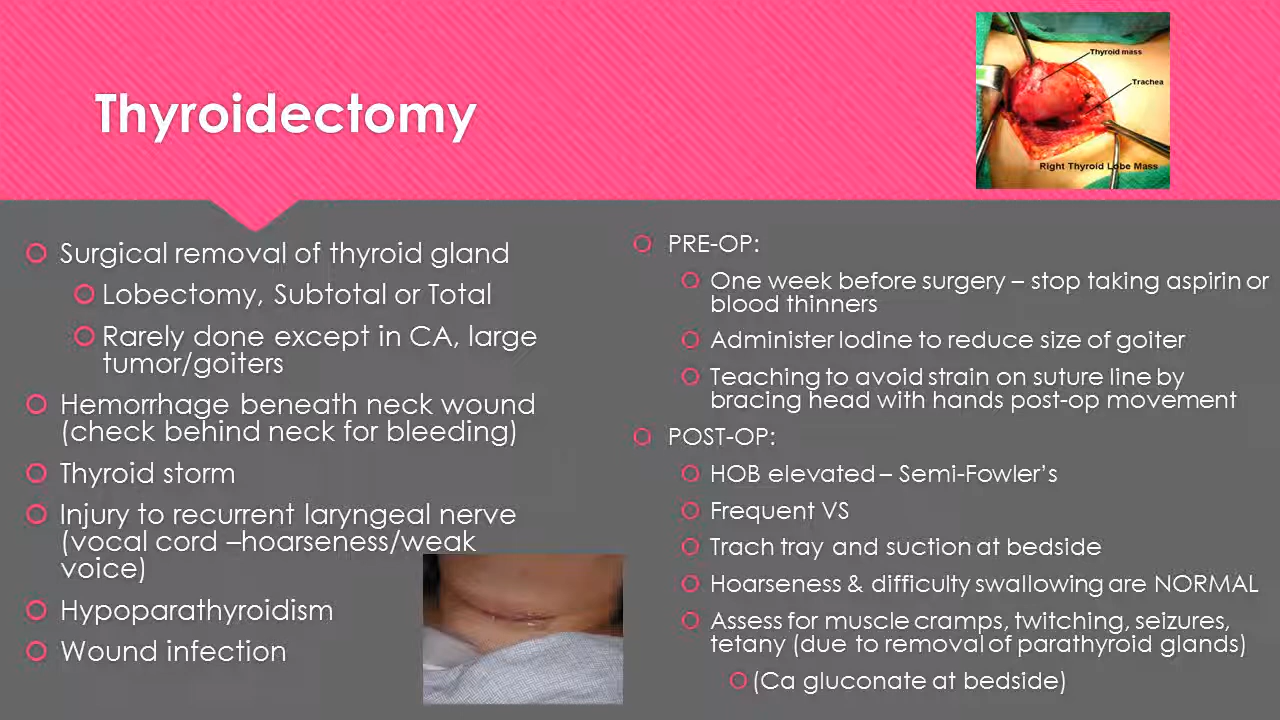 Thyroidectomy
Thyroid mass
Trachea
Right Thyroid Lobe Mass
Surgical removal of thyroid gland
Lobectomy, Subtotal or Total
Rarely done except in CA, large
tumor/goiters
Hemorrhage beneath neck wound
(check behind neck for bleeding)
Thyroid storm
Injury to recurrent laryngeal nerve
(vocal cord –hoarseness/weak
voice)
Hypoparathyroidism
Wound infection
PRE-OP:
One week before surgery – stop taking aspirin or
blood thinners
Administer Iodine to reduce size of goiter
Teaching to avoid strain on suture line by
bracing head with hands post-op movement
POST-OP:
HOB elevated – Semi-Fowler's
Frequent VS
Trach tray and suction at bedside
Hoarseness & difficulty swallowing are NORMAL
Assess for muscle cramps, twitching, seizures,
tetany (due to removal of parathyroid glands)
(Ca gluconate at bedside)